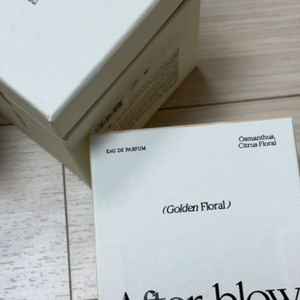 EAU DE PARFUM
Osmanthus,
Citrus Floral
(Golden Floral)
After blow